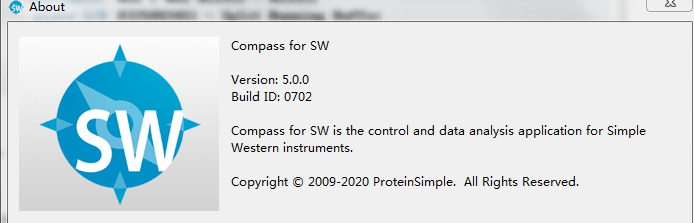 About
Compass for SW
Version: 5.0.0
Build ID: 0702
SW
Compass for SW is the control and data analysis application for Simple
Western instruments.
Copyright © 2009-2020 ProteinSimple. All Rights Reserved.